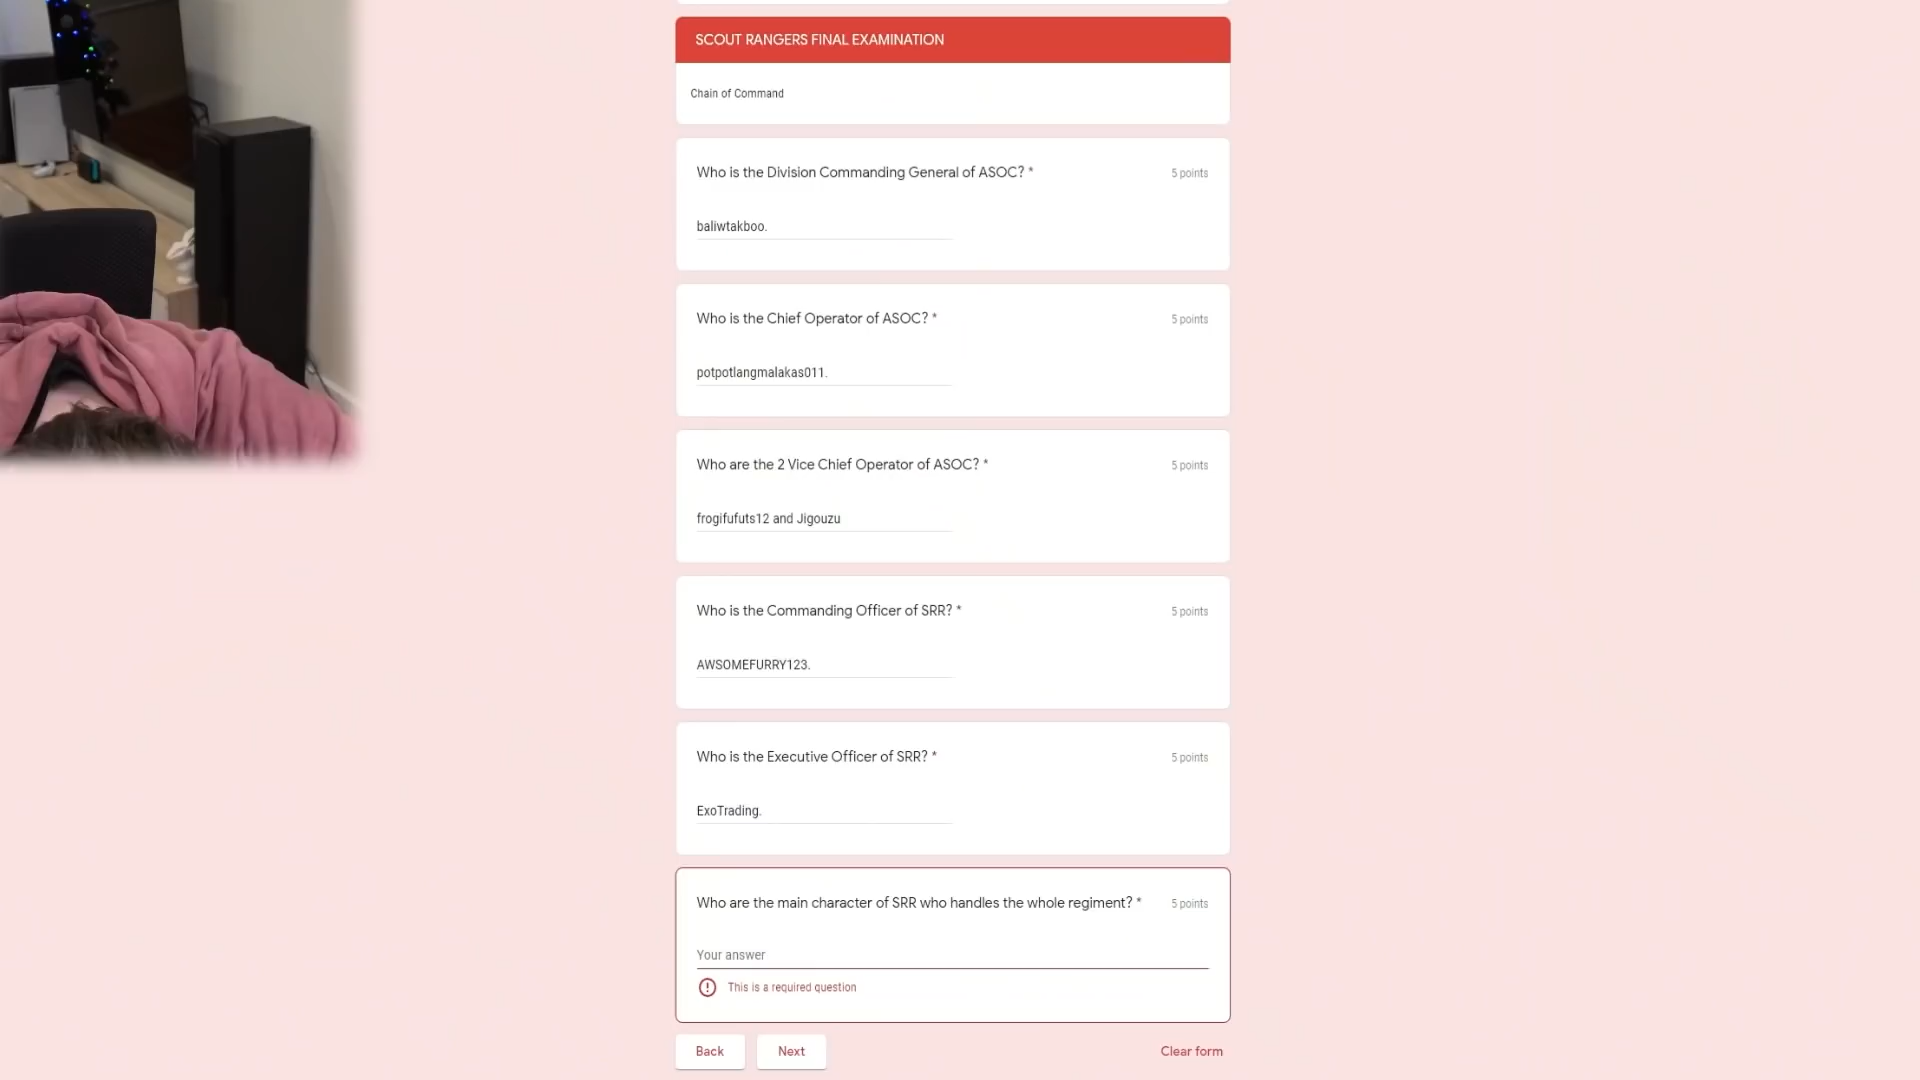 SCOUT RANGERS FINAL EXAMINATION
Chain of Command
Who is the Division Commanding General of ASOC? *
5 points
baliwtakboo.
Who is the Chief Operator of ASOC? *
5 points
potpotlangmalakas011.
Who are the 2 Vice Chief Operator of ASOC? *
5 points
frogifufuts12 and Jigouzu
Who is the Commanding Officer of SRR? *
5 points
AWSOMEFURRY123.
Who is the Executive Officer of SRR? *
5 points
ExoTrading.
Who are the main character of SRR who handles the whole regiment? *
5 points
Your answer
This is a required question
Back
Next
Clear form